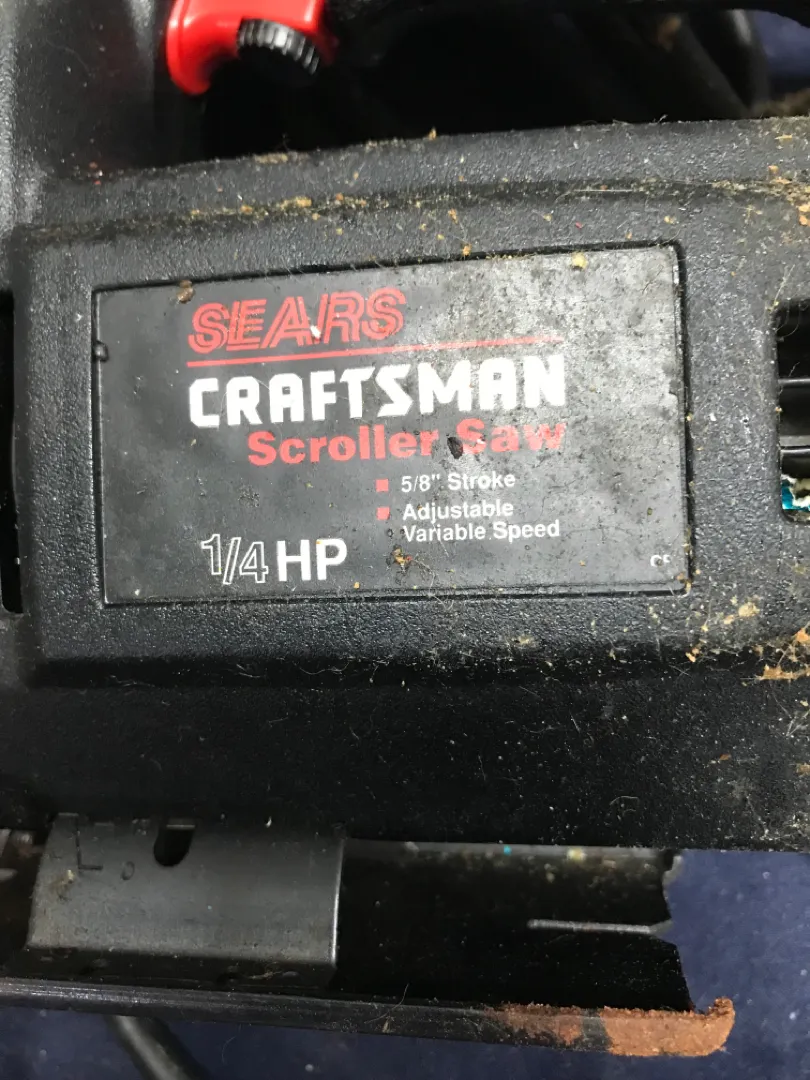 SEARS
CRAFTSMAN
Scroller Saw
5/8" Stroke
Adjustable
Variable Speed
1/4 HP